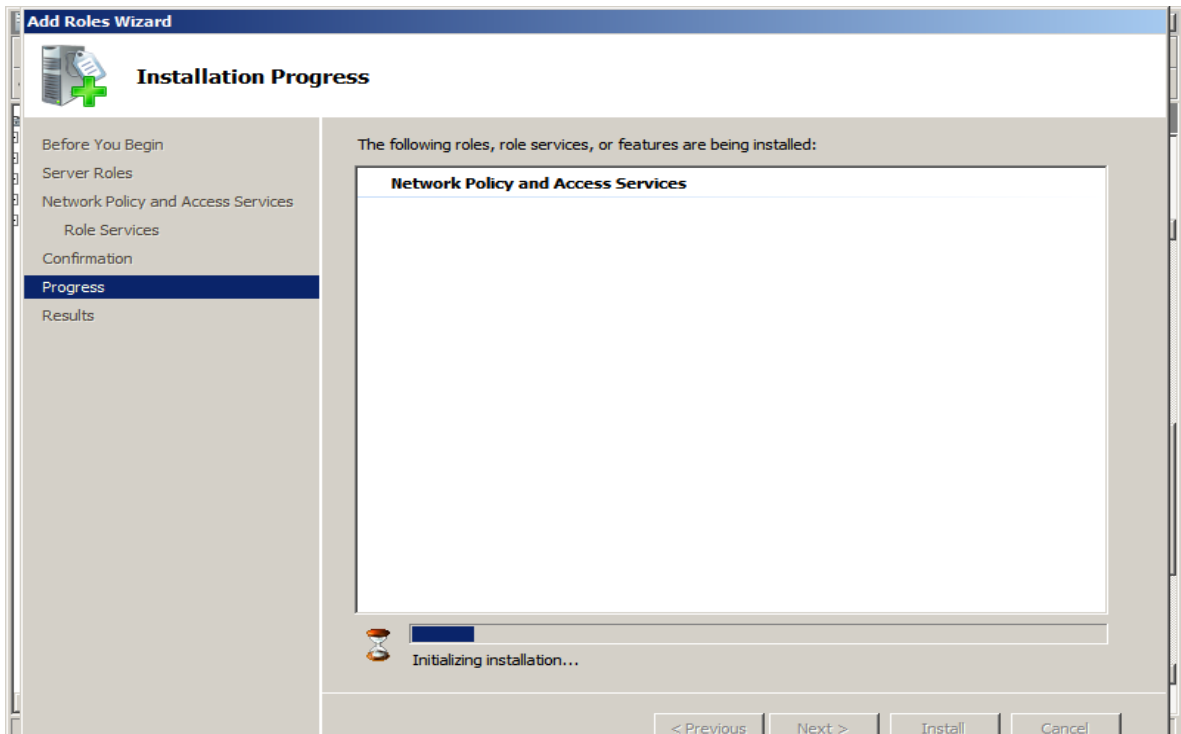 Add Roles Wizard
Installation Progress
Before You Begin
Server Roles
Network Policy and Access Services
Role Services
Confirmation
Progress
Results
The following roles, role services, or features are being installed:
Network Policy and Access Services
Initializing installation...
< Previous
Next >
Install
Cancel